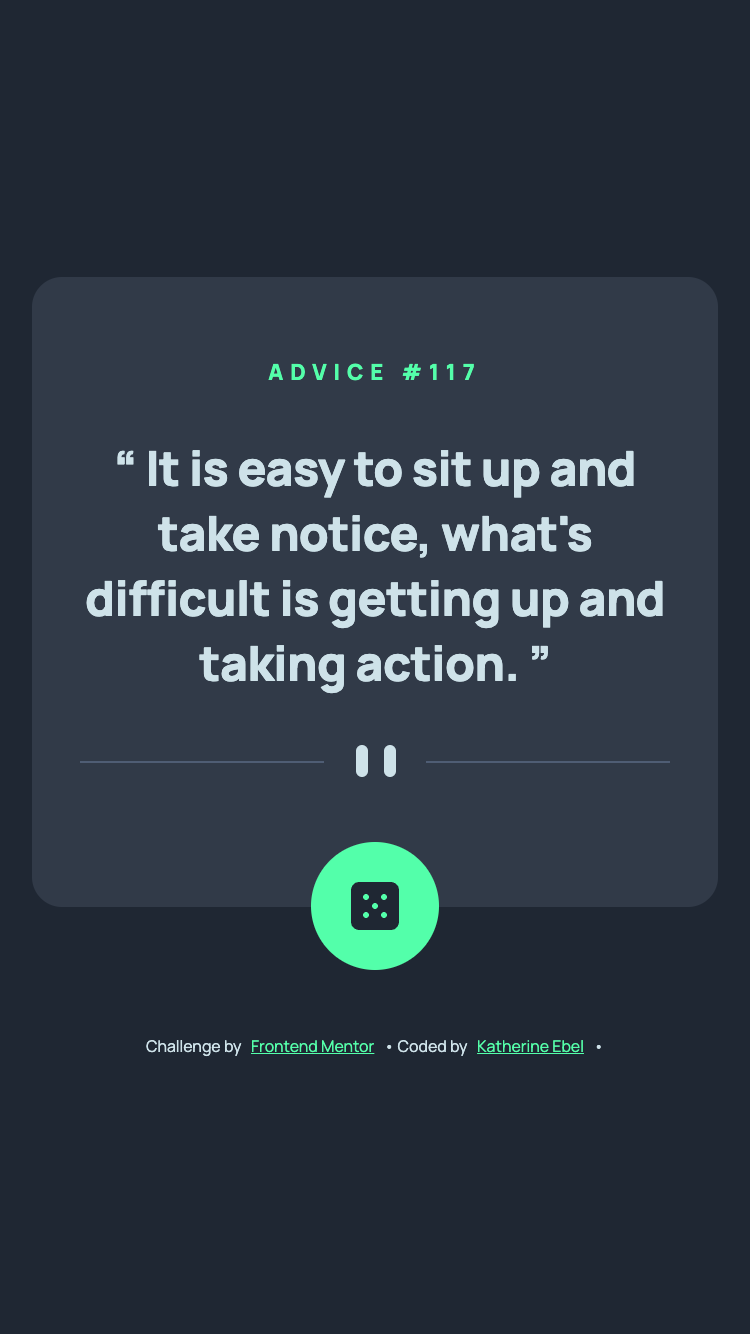 ADVICE #117
“ It is easy to sit up and
take notice, what's
difficult is getting up and
taking action. ”
Challenge by Frontend Mentor • Coded by Katherine Ebel •